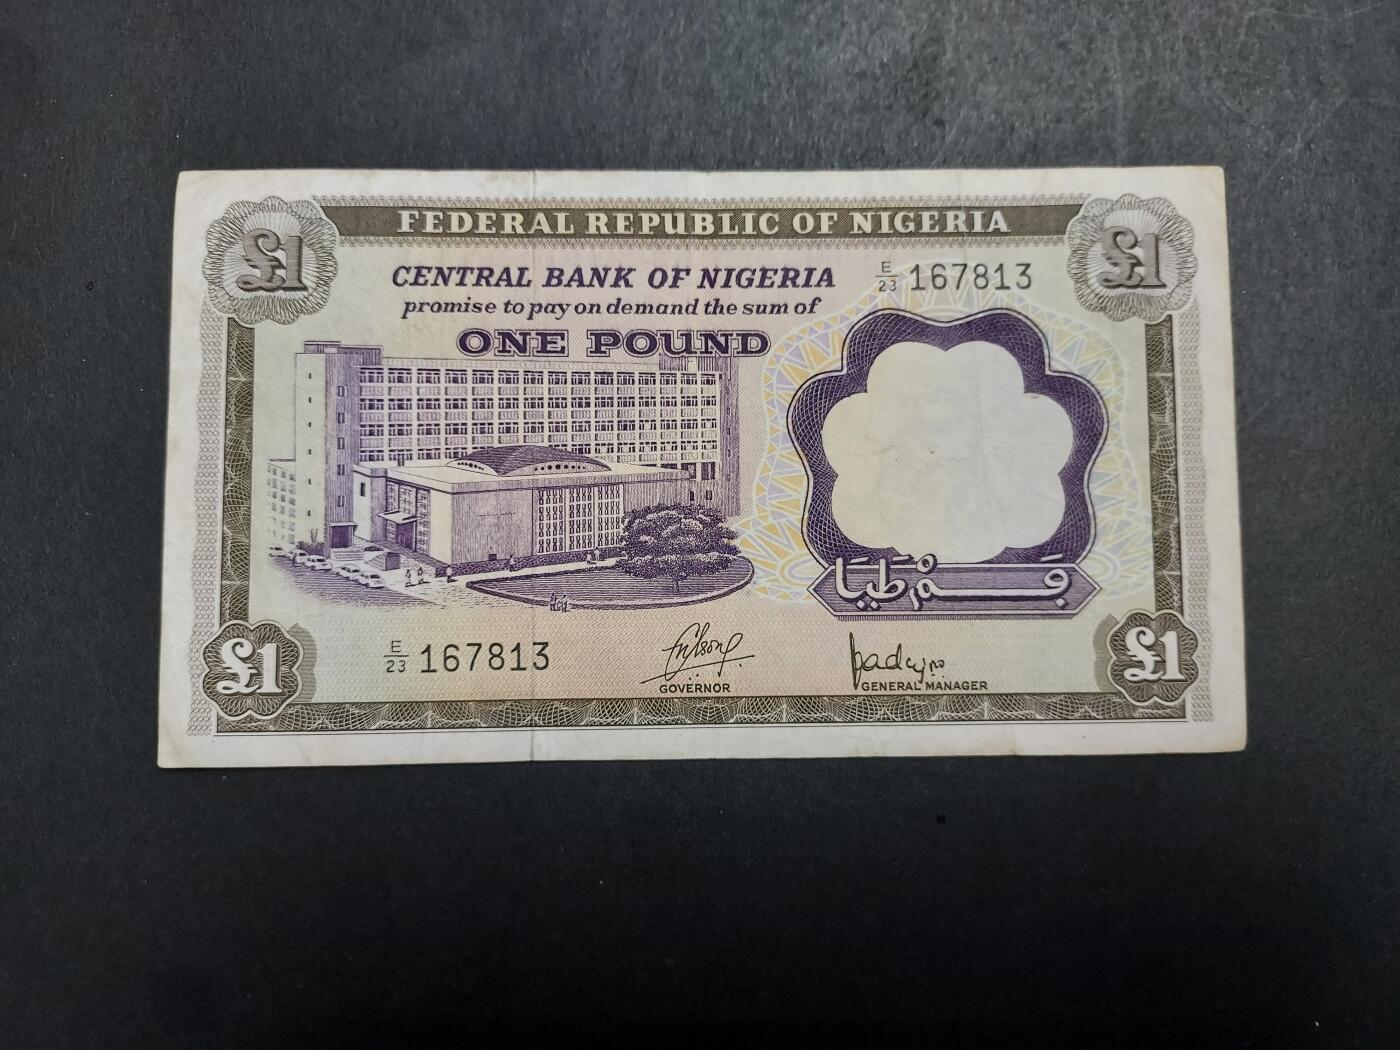 FEDERAL REPUBLIC OF NIGERIA
£1 £1
CENTRAL BANK OF NIGERIA
E/23 167813
promise to pay on demand the sum of
ONE POUND
E/23 167813
GOVERNOR
GENERAL MANAGER
£1 £1